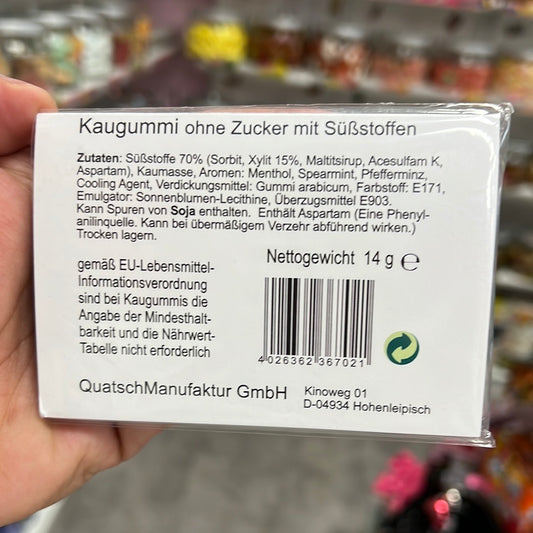 Kaugummi ohne Zucker mit Süßstoffen
Zutaten: Süßstoffe 70% (Sorbit, Xylit 15%, Maltitsirup, Acesulfam K,
Aspartam), Kaumasse, Aromen: Menthol, Spearmint, Pfefferminz,
Cooling Agent, Verdickungsmittel: Gummi arabicum, Farbstoff: E171,
Emulgator: Sonnenblumen-Lecithine, Überzugsmittel E903.
Kann Spuren von Soja enthalten. Enthält Aspartam (Eine Phenyl-
anilinquelle. Kann bei übermäßigem Verzehr abführend wirken.)
Trocken lagern.
Nettogewicht 14 g ℮
gemäß EU-Lebensmittel-
Informationsverordnung
sind bei Kaugummis die
Angabe der Mindesthalt-
barkeit und die Nährwert-
Tabelle nicht erforderlich
4 026362 367021
QuatschManufaktur GmbH
Kinoweg 01
D-04934 Hohenleipisch